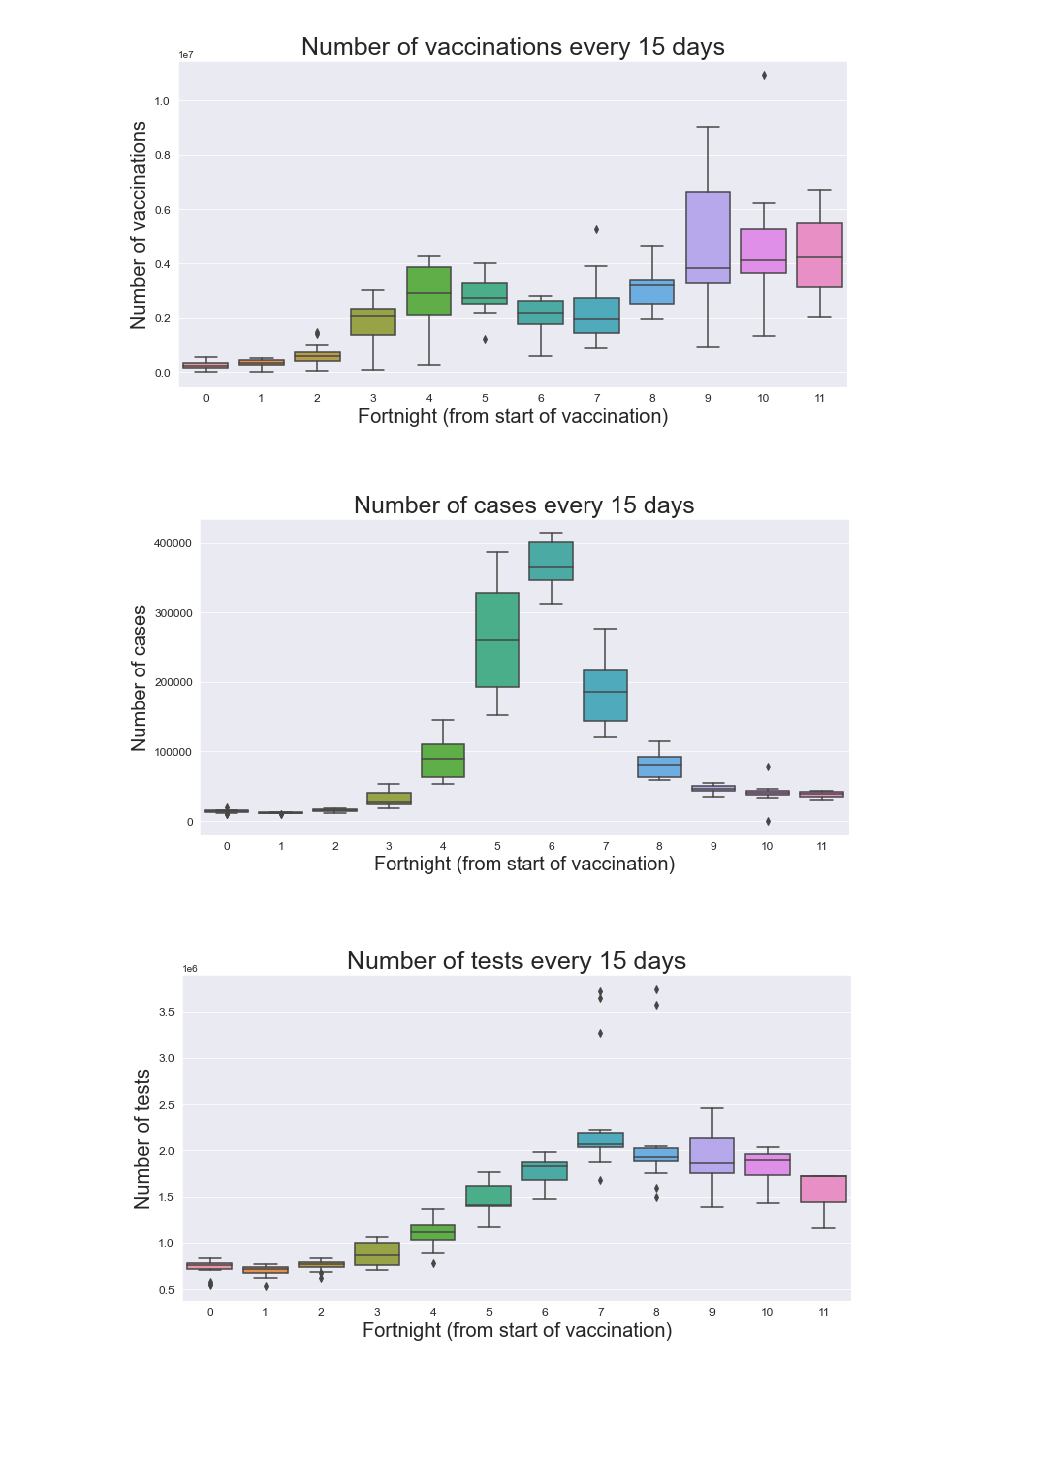 Number of vaccinations every 15 days
1e7
1.0
0.8
0.6
0.4
0.2
0.0
Number of vaccinations
0 1 2 3 4 5 6 7 8 9 10 11
Fortnight (from start of vaccination)
Number of cases every 15 days
400000
300000
200000
100000
0
Number of cases
0 1 2 3 4 5 6 7 8 9 10 11
Fortnight (from start of vaccination)
Number of tests every 15 days
1e6
3.5
3.0
2.5
2.0
1.5
1.0
0.5
Number of tests
0 1 2 3 4 5 6 7 8 9 10 11
Fortnight (from start of vaccination)